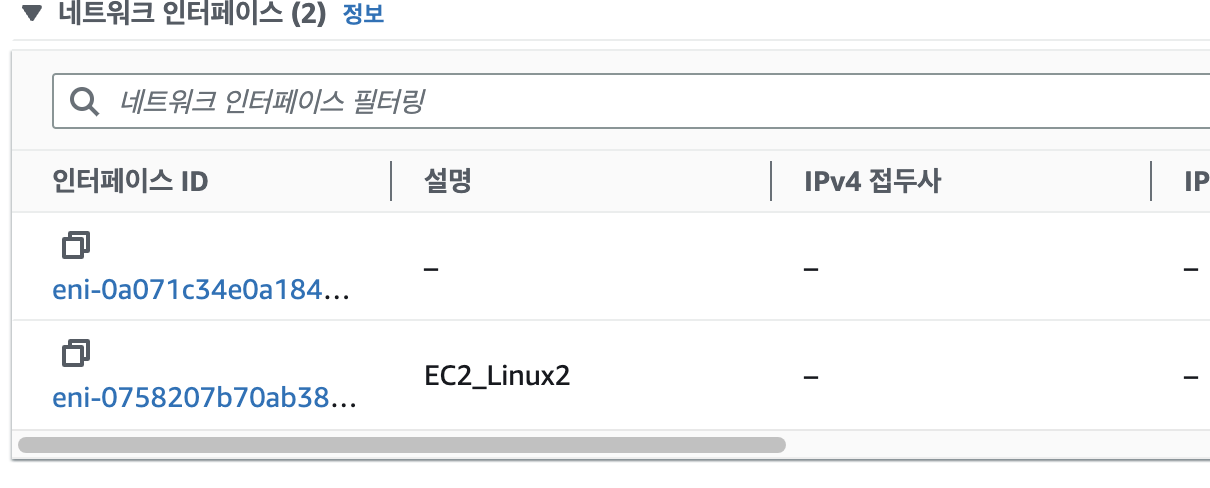 ▼ 네트워크 인터페이스 (2) 정보
네트워크 인터페이스 필터링
인터페이스 ID 설명 IPv4 접두사 IP
eni-0a071c34e0a184... – – –
eni-0758207b70ab38... EC2_Linux2 – –